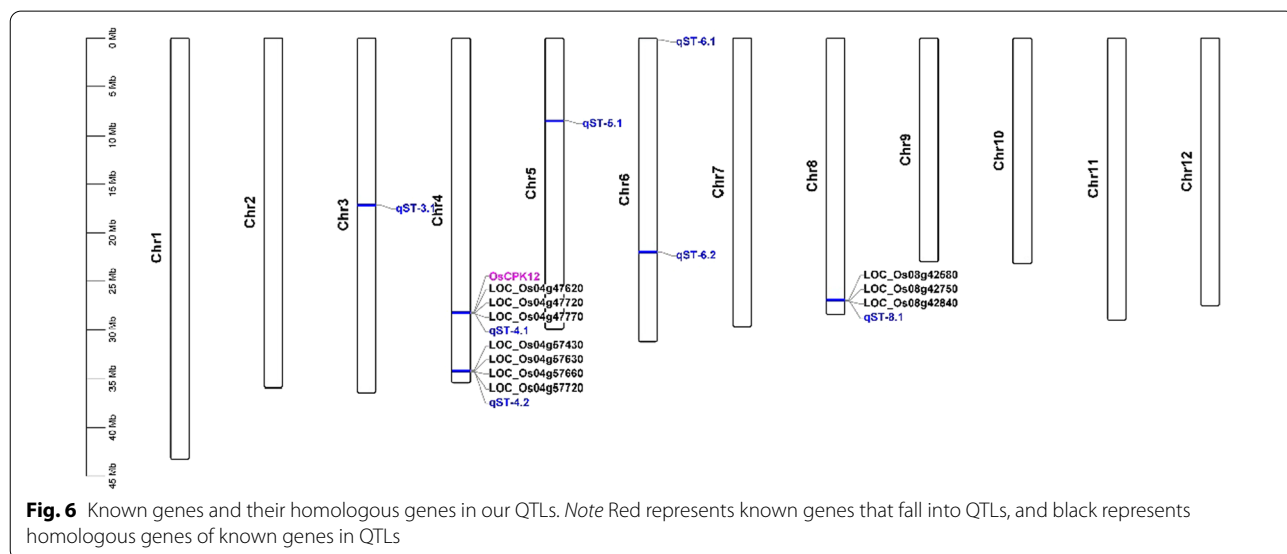 0 Mb
5 Mb
10 Mb
15 Mb
20 Mb
25 Mb
30 Mb
35 Mb
40 Mb
45 Mb
Chr1
Chr2
Chr3
qST-3.1
Chr4
OsCPK12
LOC_Os04g47620
LOC_Os04g47720
LOC_Os04g47770
qST-4.1
LOC_Os04g57430
LOC_Os04g57630
LOC_Os04g57660
LOC_Os04g57720
qST-4.2
Chr5
qST-5.1
Chr6
qST-6.1
qST-6.2
Chr7
Chr8
LOC_Os08g42580
LOC_Os08g42750
LOC_Os08g42840
qST-8.1
Chr9
Chr10
Chr11
Chr12
Fig. 6 Known genes and their homologous genes in our QTLs. Note Red represents known genes that fall into QTLs, and black represents
homologous genes of known genes in QTLs